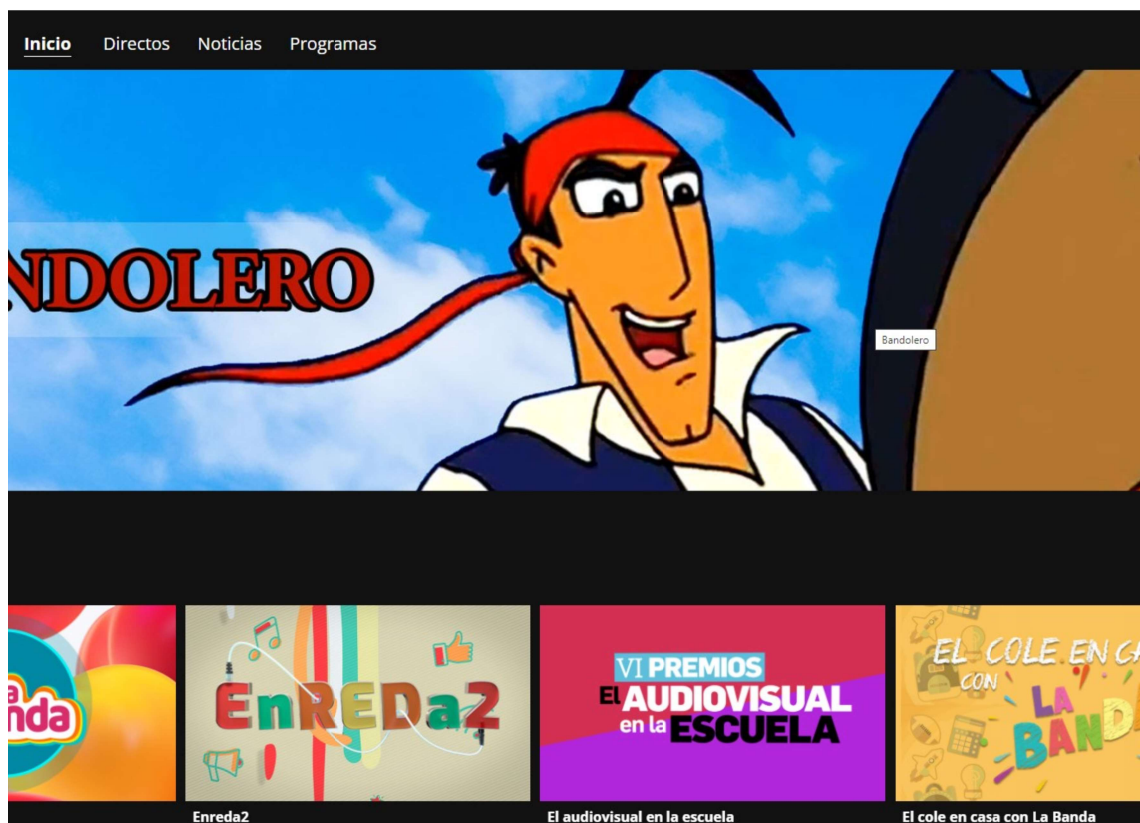 Inicio Directos Noticias Programas
NDOLERO
Bandolero
a
nda
EnREDa2
VI PREMIOS
El AUDIOVISUAL
en la ESCUELA
EL COLE EN CA
CON
LA
BAND
Enreda2
El audiovisual en la escuela
El cole en casa con La Banda